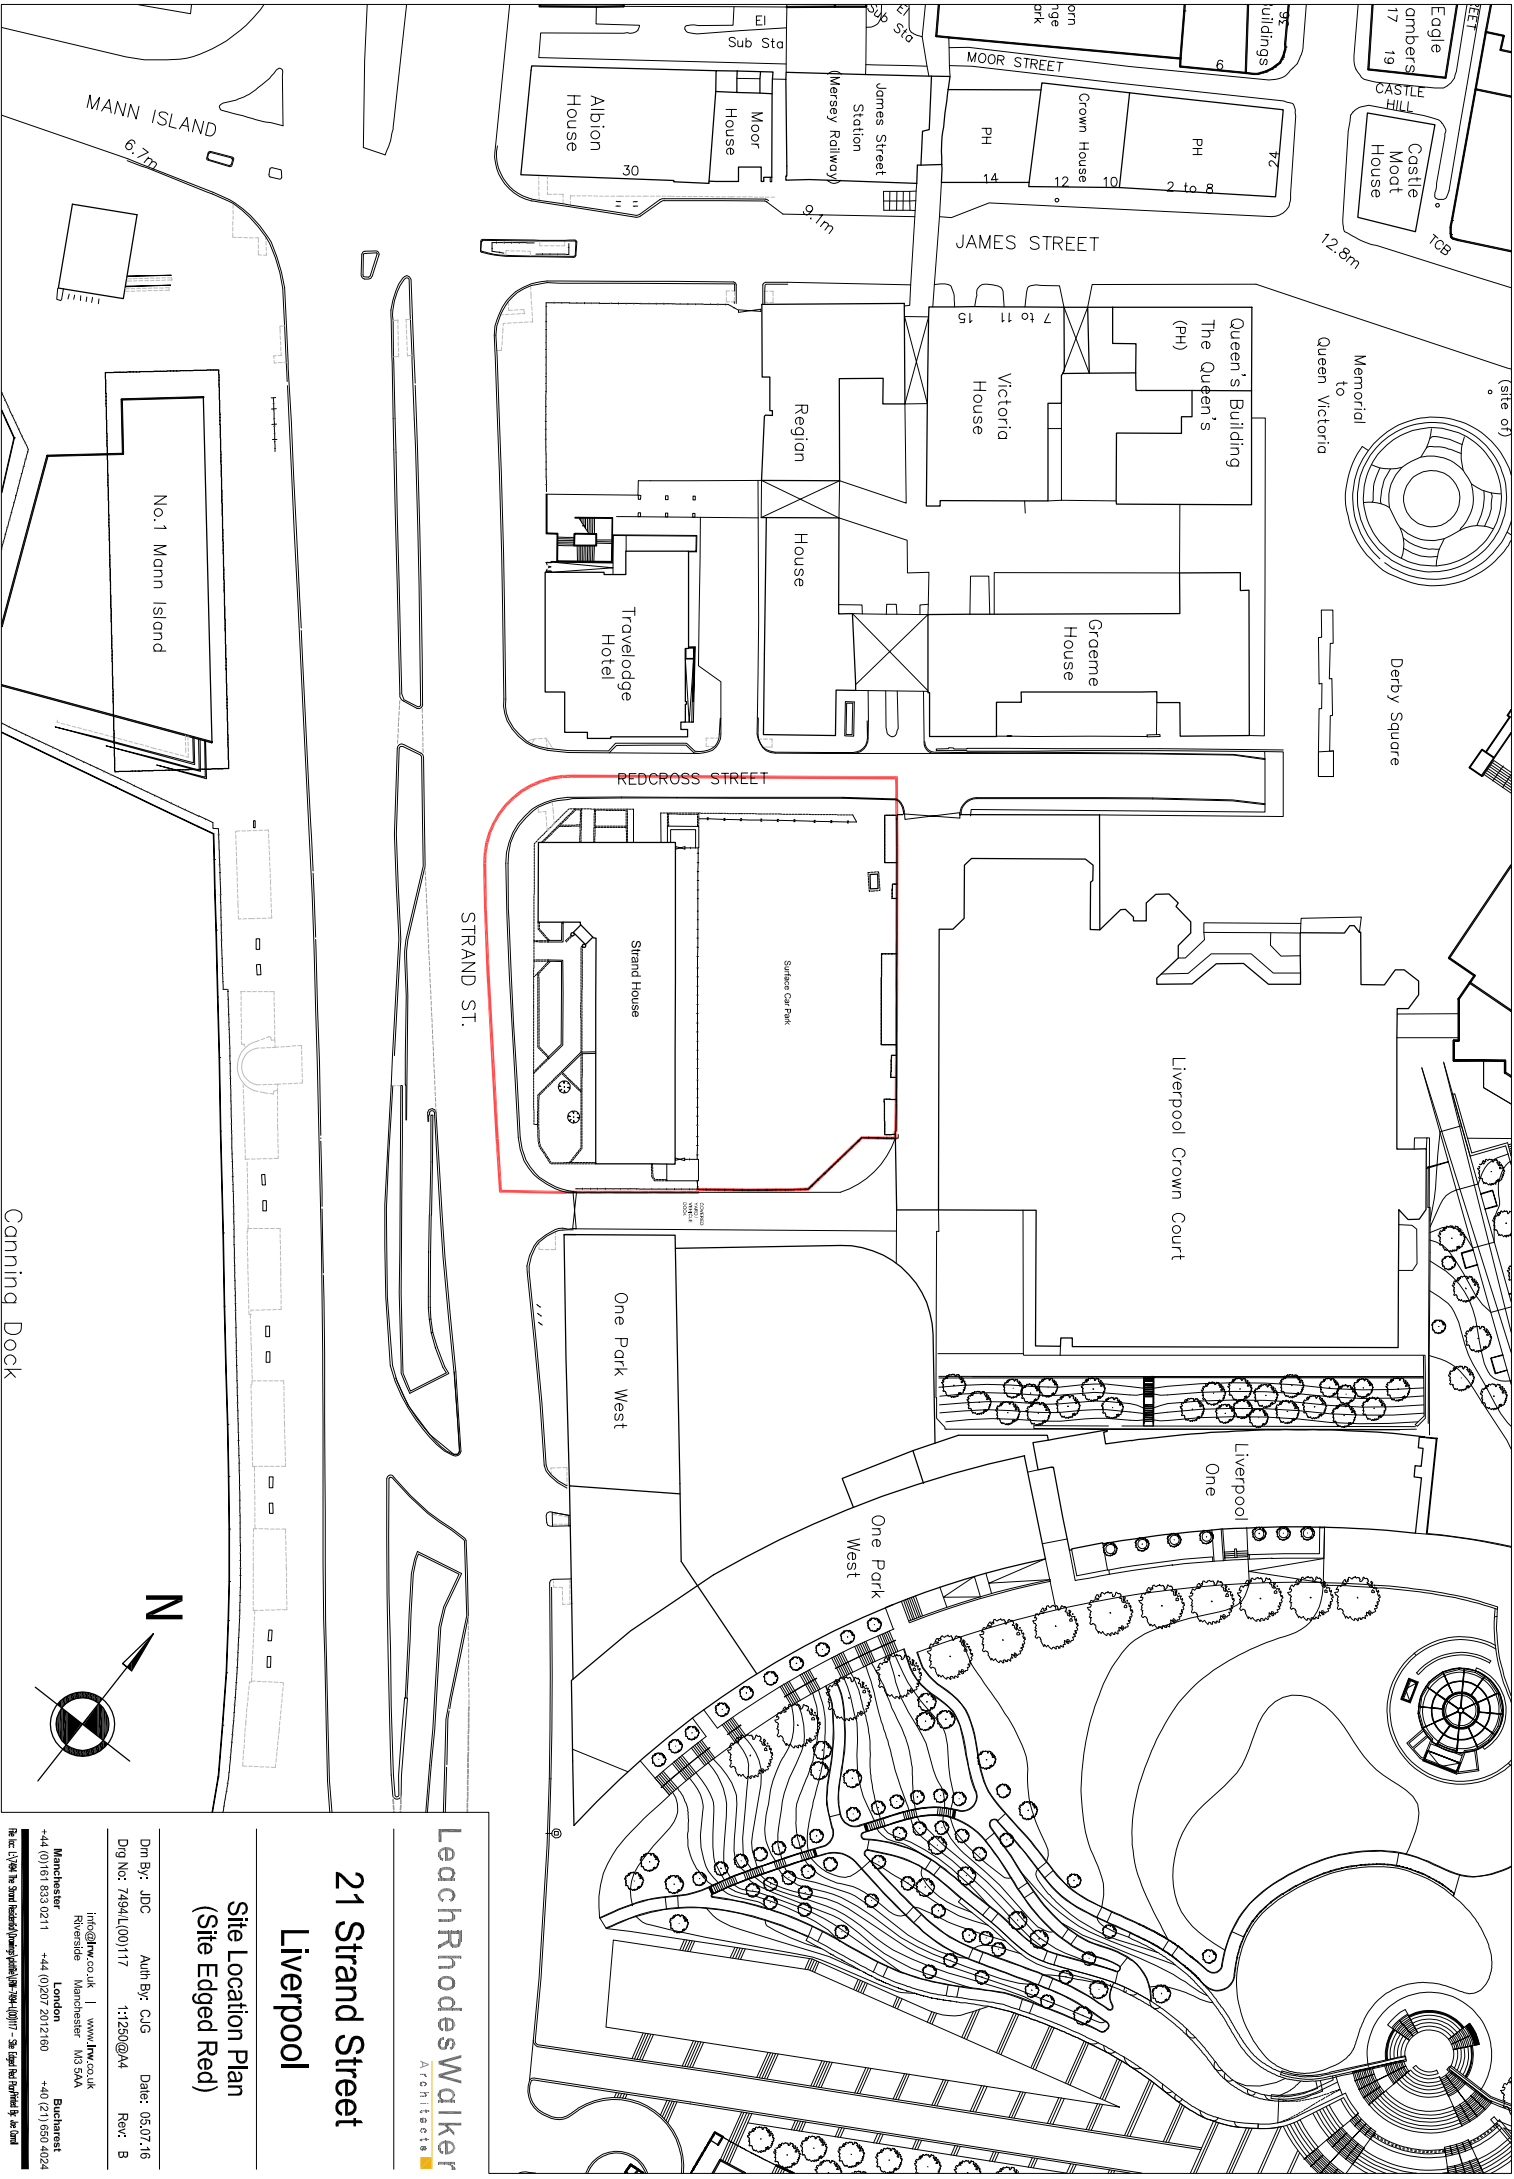 MANN ISLAND
6.7m
No.1 Mann Island
Canning Dock
El
Sub Sta
El
Sub Sta
Albion
House
30
Moor
House
James Street
Station
(Mersey Railway)
MOOR STREET
PH
14
Crown House
12
10
PH
2 to 8
24
6
36
uildings
Eagle
ambers
17
19
CASTLE
HILL
Castle
Moat
House
TCB
9.1m
JAMES STREET
12.8m
Regian
House
Travelodge
Hotel
15
7 to 11
Victoria
House
Queen's Building
The Queen's
(PH)
Graeme
House
Memorial
to
Queen Victoria
(site of)
Derby Square
REDCROSS STREET
STRAND ST.
Strand House
Surface Car Park
Liverpool Crown Court
One Park West
One Park
West
Liverpool
One
N
LeachRhodesWalker
Architects
21 Strand Street
Liverpool
Site Location Plan
(Site Edged Red)
Drn By: JDC Auth By: CJG Date: 05.07.16
Drg No: 7494/L(00)117 1:1250@A4 Rev: B
info@lrw.co.uk | www.lrw.co.uk
Riverside Manchester M3 5AA
Manchester London Bucharest
+44 (0)161 833 0211 +44 (0)207 2012160 +40 (21) 650 4024